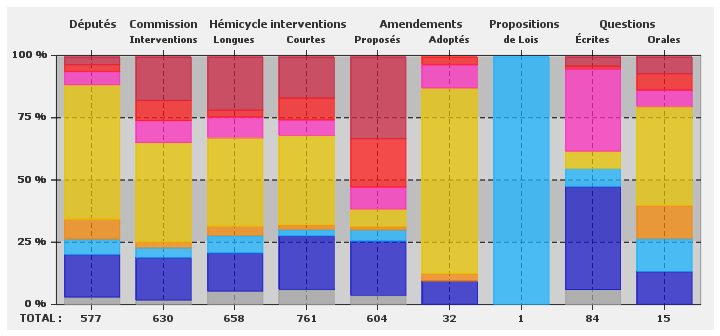 Députés Commission Hémicycle interventions Amendements Propositions Questions
Interventions Longues Courtes Proposés Adoptés de Lois Écrites Orales
100 %
75 %
50 %
25 %
0 %
TOTAL : 577 630 658 761 604 32 1 84 15